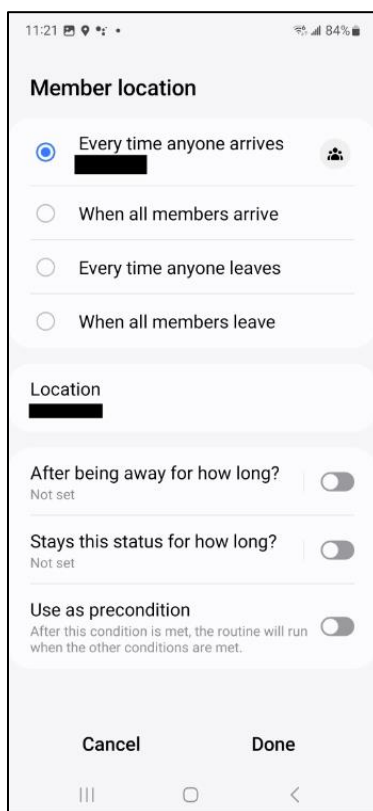 11:21
84%
Member location
Every time anyone arrives
When all members arrive
Every time anyone leaves
When all members leave
Location
After being away for how long?
Not set
Stays this status for how long?
Not set
Use as precondition
After this condition is met, the routine will run
when the other conditions are met.
Cancel Done